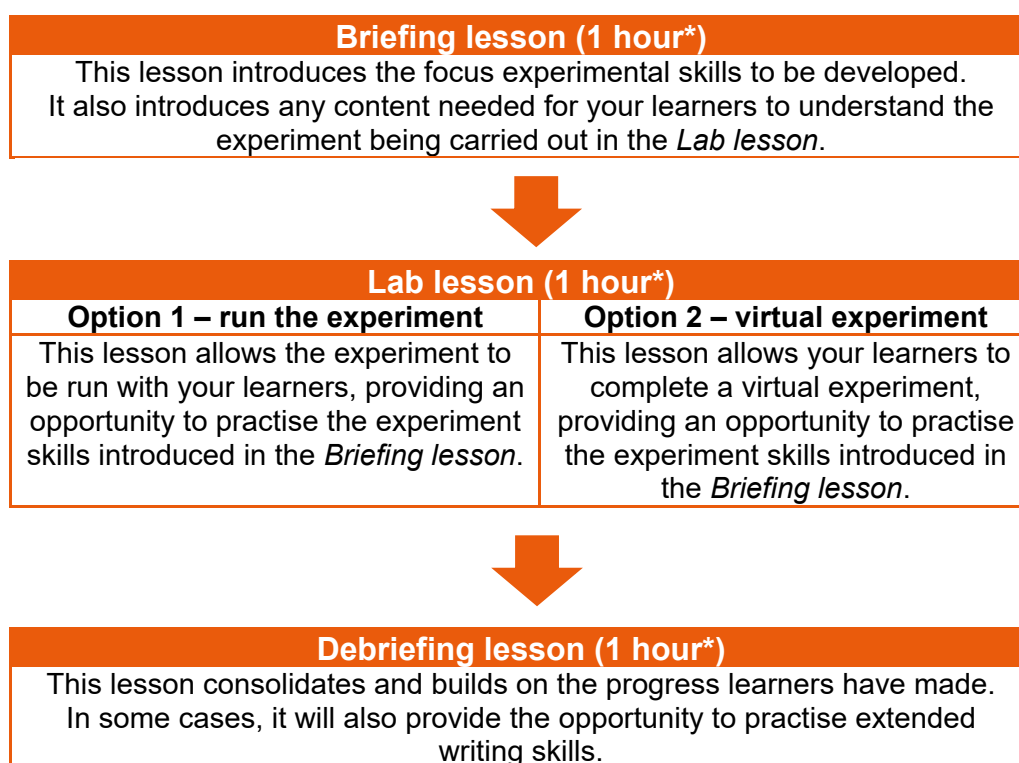 Briefing lesson (1 hour*)
This lesson introduces the focus experimental skills to be developed.
It also introduces any content needed for your learners to understand the
experiment being carried out in the Lab lesson.
Lab lesson (1 hour*)
Option 1 – run the experiment
This lesson allows the experiment to
be run with your learners, providing an
opportunity to practise the experiment
skills introduced in the Briefing lesson.
Option 2 – virtual experiment
This lesson allows your learners to
complete a virtual experiment,
providing an opportunity to practise
the experiment skills introduced in
the Briefing lesson.
Debriefing lesson (1 hour*)
This lesson consolidates and builds on the progress learners have made.
In some cases, it will also provide the opportunity to practise extended
writing skills.